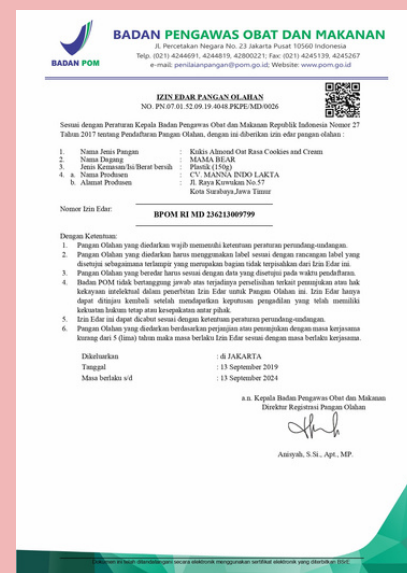 BADAN POM
BADAN PENGAWAS OBAT DAN MAKANAN
Jl. Percetakan Negara No. 23 Jakarta Pusat 10560 Indonesia
Telp. (021) 4244691, 4244819, 42800221; Fax: (021) 4245139, 4245267
e-mail: penilaianpangan@pom.go.id; Website: www.pom.go.id
IZIN EDAR PANGAN OLAHAN
NO. PN.07.01.52.09.19.4048.PKPE/MD/0026
Sesuai dengan Peraturan Kepala Badan Pengawas Obat dan Makanan Republik Indonesia Nomor 27
Tahun 2017 tentang Pendaftaran Pangan Olahan, dengan ini diberikan izin edar pangan olahan :
1. Nama Jenis Pangan : Kukis Almond Oat Rasa Cookies and Cream
2. Nama Dagang : MAMA BEAR
3. Jenis Kemasan/Isi/Berat bersih : Plastik (150g)
4. a. Nama Produsen : CV. MANNA INDO LAKTA
b. Alamat Produsen : Jl. Raya Kuwukan No.57
Kota Surabaya,Jawa Timur
Nomor Izin Edar:
BPOM RI MD 236213009799
Dengan Ketentuan:
1. Pangan Olahan yang diedarkan wajib memenuhi ketentuan peraturan perundang-undangan.
2. Pangan Olahan yang diedarkan harus menggunakan label sesuai dengan rancangan label yang
disetujui sebagaimana terlampir yang merupakan bagian tidak terpisahkan dari Izin Edar ini.
3. Pangan Olahan yang beredar harus sesuai dengan data yang disetujui pada waktu pendaftaran.
4. Badan POM tidak bertanggung jawab atas terjadinya perselisihan terkait penunjukan atau hak
kekayaan intelektual dalam penerbitan Izin Edar untuk Pangan Olahan ini. Izin Edar hanya
dapat ditinjau kembali setelah mendapatkan keputusan pengadilan yang telah memiliki
kekuatan hukum tetap atau kesepakatan antar pihak.
5. Izin Edar ini dapat dicabut sesuai dengan ketentuan peraturan perundang-undangan.
6. Pangan Olahan yang diedarkan berdasarkan perjanjian atau penunjukan dengan masa kerjasama
kurang dari 5 (lima) tahun maka masa berlaku Izin Edar sesuai dengan masa berlaku kerjasama.
Dikeluarkan : di JAKARTA
Tanggal : 13 September 2019
Masa berlaku s/d : 13 September 2024
a.n. Kepala Badan Pengawas Obat dan Makanan
Direktur Registrasi Pangan Olahan
Anisyah, S.Si., Apt., MP.
Dokumen ini telah ditandatangani secara elektronik menggunakan sertifikat elektronik yang diterbitkan BSrE